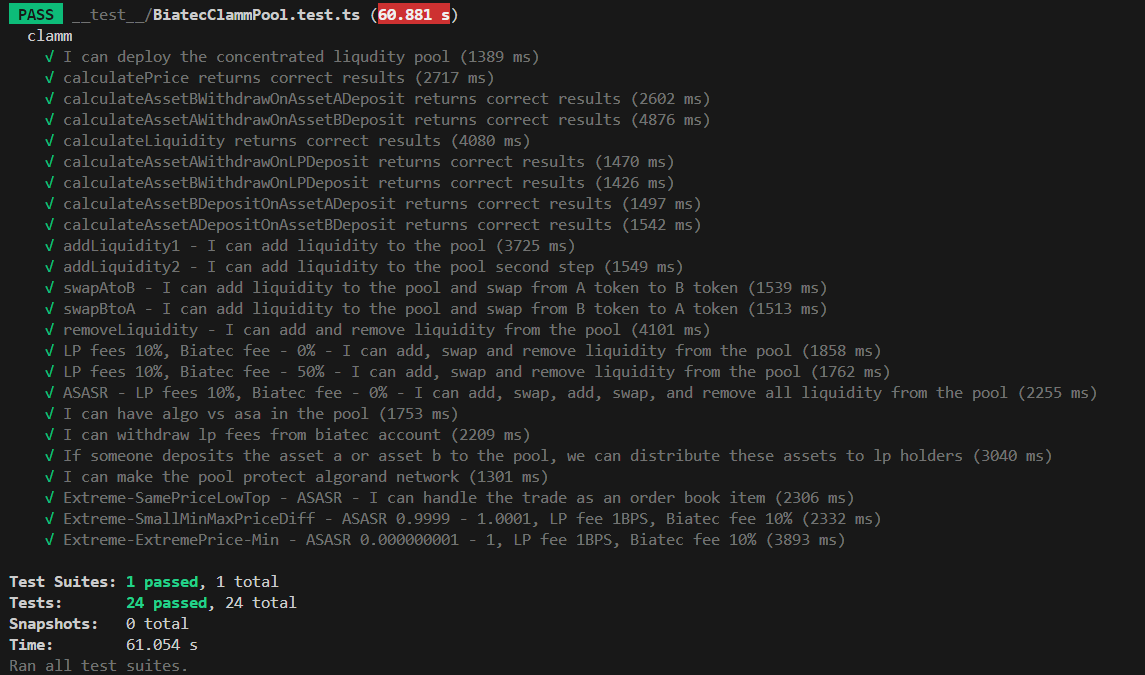 PASS __test__/BiatecClammPool.test.ts (60.881 s)
clamm
√ I can deploy the concentrated liqudity pool (1389 ms)
√ calculatePrice returns correct results (2717 ms)
√ calculateAssetBWithdrawOnAssetADeposit returns correct results (2602 ms)
√ calculateAssetAWithdrawOnAssetBDeposit returns correct results (4876 ms)
√ calculateLiquidity returns correct results (4080 ms)
√ calculateAssetAWithdrawOnLPDeposit returns correct results (1470 ms)
√ calculateAssetBWithdrawOnLPDeposit returns correct results (1426 ms)
√ calculateAssetBDepositOnAssetADeposit returns correct results (1497 ms)
√ calculateAssetADepositOnAssetBDeposit returns correct results (1542 ms)
√ addLiquidity1 - I can add liquidity to the pool (3725 ms)
√ addLiquidity2 - I can add liquidity to the pool second step (1549 ms)
√ swapAtoB - I can add liquidity to the pool and swap from A token to B token (1539 ms)
√ swapBtoA - I can add liquidity to the pool and swap from B token to A token (1513 ms)
√ removeLiquidity - I can add and remove liquidity from the pool (4101 ms)
√ LP fees 10%, Biatec fee - 0% - I can add, swap and remove liquidity from the pool (1858 ms)
√ LP fees 10%, Biatec fee - 50% - I can add, swap and remove liquidity from the pool (1762 ms)
√ ASASR - LP fees 10%, Biatec fee - 0% - I can add, swap, add, swap, and remove all liquidity from the pool (2255 ms)
√ I can have algo vs asa in the pool (1753 ms)
√ I can withdraw lp fees from biatec account (2209 ms)
√ If someone deposits the asset a or asset b to the pool, we can distribute these assets to lp holders (3040 ms)
√ I can make the pool protect algorand network (1301 ms)
√ Extreme-SamePriceLowTop - ASASR - I can handle the trade as an order book item (2306 ms)
√ Extreme-SmallMinMaxPriceDiff - ASASR 0.9999 - 1.0001, LP fee 1BPS, Biatec fee 10% (2332 ms)
√ Extreme-ExtremePrice-Min - ASASR 0.000000001 - 1, LP fee 1BPS, Biatec fee 10% (3893 ms)
Test Suites: 1 passed, 1 total
Tests: 24 passed, 24 total
Snapshots: 0 total
Time: 61.054 s
Ran all test suites.